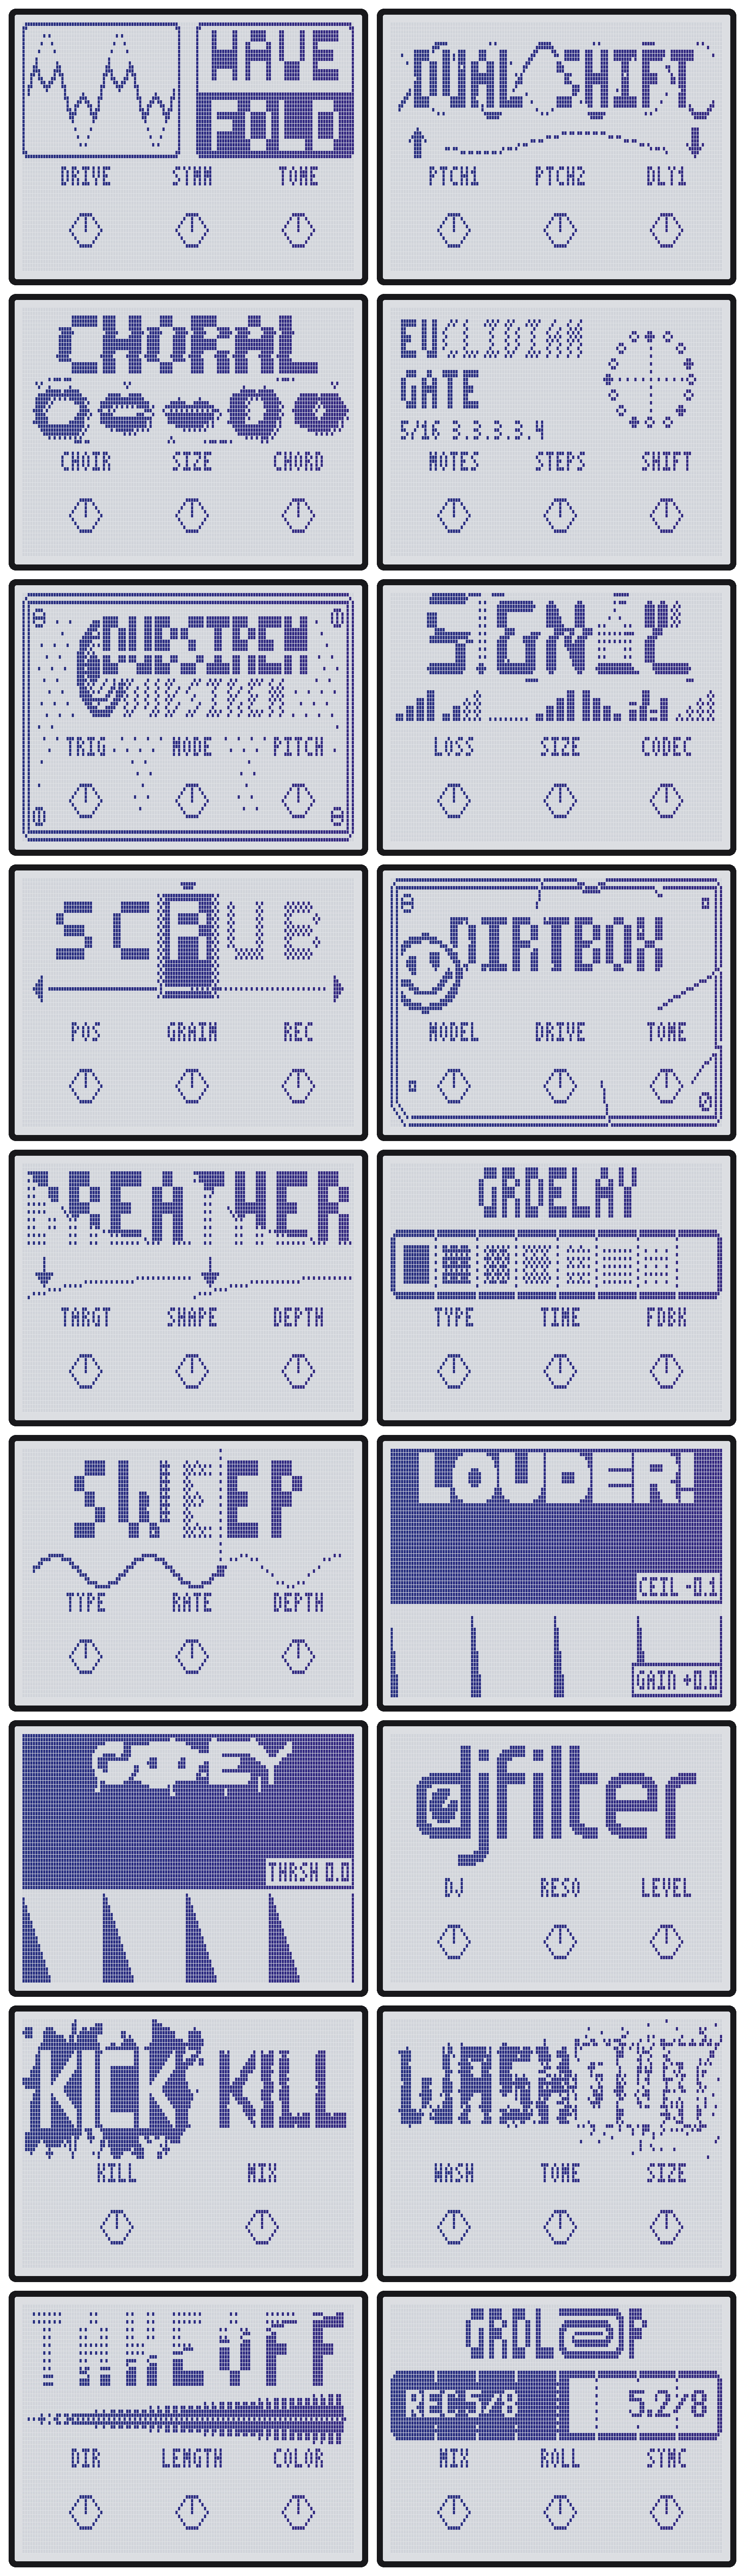 WAVE
FOLD
DRIVE SYMM TONE
DUAL SHIFT
PTCH1 PTCH2 DLY1
CHORAL
CHOIR SIZE CHORD
EUCLIDIAN
GATE
5/16 3.3.3.3.4
NOTES STEPS SHIFT
DUBSIREN
TRIG MODE PITCH
SIGNAL
LOSS SIZE CODEC
SCRUB
POS GRAIN REC
DIRTBOX
MODEL DRIVE TONE
BREATHER
TARGT SHAPE DEPTH
GRDELAY
TYPE TIME FDBK
SWEEP
TYPE RATE DEPTH
LOUDER
CEIL -0.1
GAIN +0.0
THRSH 0.0
djfilter
DJ RESO LEVEL
KICK KILL
KILL MIX
WASHOUT
WASH TONE SIZE
TAKEOFF
DIR LENGTH COLOR
GRDLOOP
REC 5/8 5.2/8
MIX ROLL SYNC